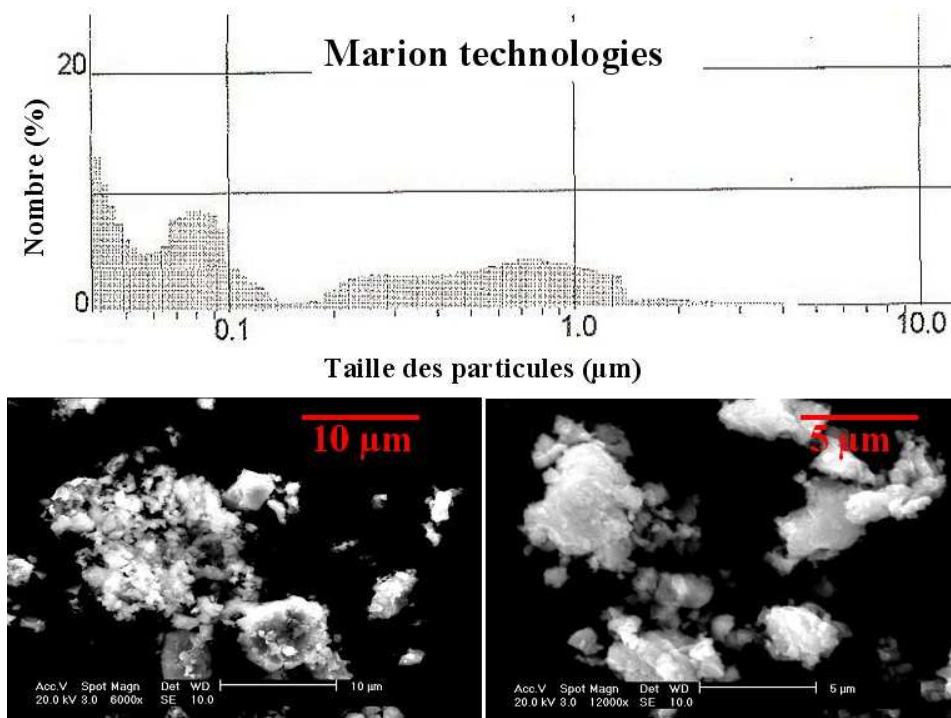 Marion technologies
20
0
Nombre (%)
0.1 1.0 10.0
Taille des particules (µm)
10 µm
5 µm
Acc.V Spot Magn Det WD 10 µm
20.0 kV 3.0 6000x SE 10.0
Acc.V Spot Magn Det WD 5 µm
20.0 kV 3.0 12000x SE 10.0